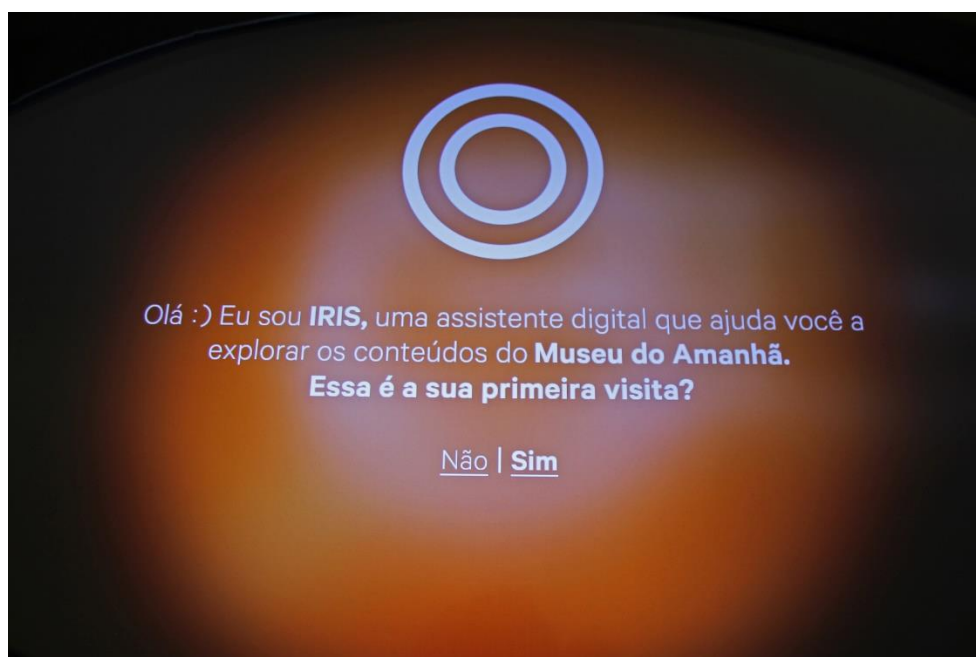 Olá :) Eu sou IRIS, uma assistente digital que ajuda você a
explorar os conteúdos do Museu do Amanhã.
Essa é a sua primeira visita?
Não | Sim